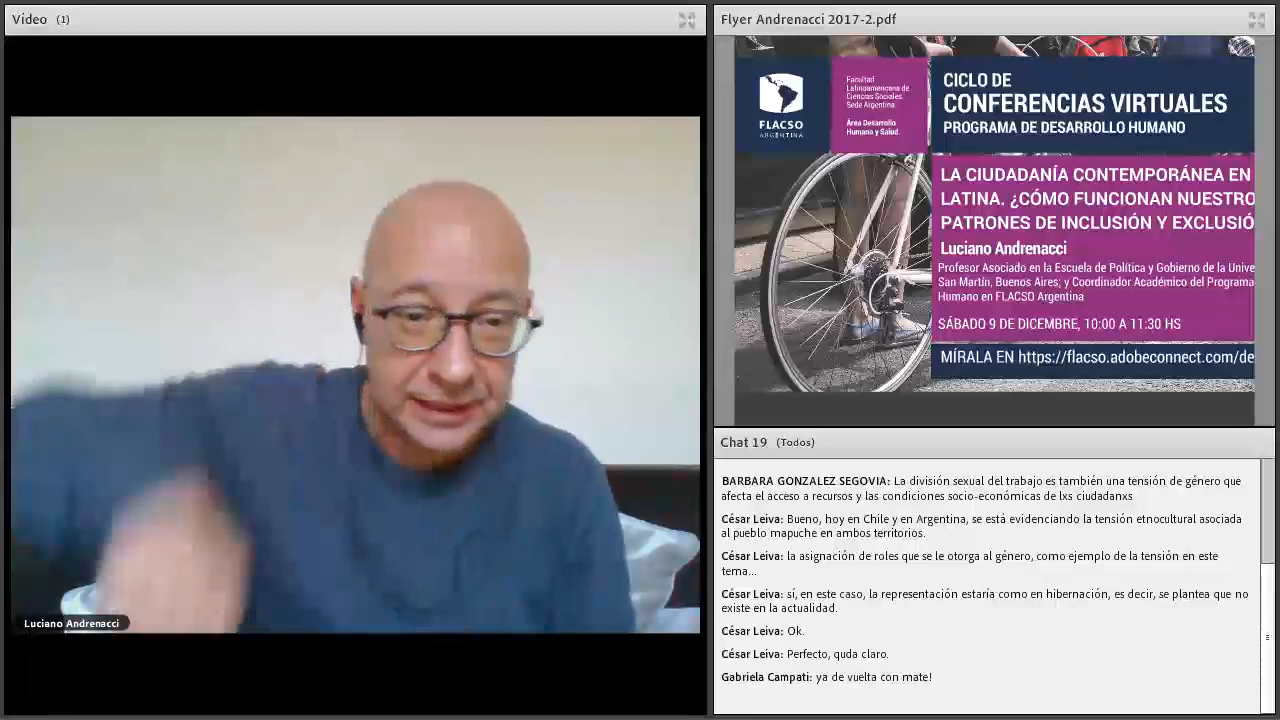 Vídeo (1)
Luciano Andrenacci
Flyer Andrenacci 2017-2.pdf
FLACSO
ARGENTINA
Facultad
Latinoamericana de
Ciencias Sociales.
Sede Argentina
Área Desarrollo
Humano y Salud.
CICLO DE
CONFERENCIAS VIRTUALES
PROGRAMA DE DESARROLLO HUMANO
LA CIUDADANÍA CONTEMPORÁNEA EN
LATINA. ¿CÓMO FUNCIONAN NUESTRO
PATRONES DE INCLUSIÓN Y EXCLUSIÓ
Luciano Andrenacci
Profesor Asociado en la Escuela de Política y Gobierno de la Unive
San Martín, Buenos Aires; y Coordinador Académico del Programa
Humano en FLACSO Argentina
SÁBADO 9 DE DICEMBRE, 10:00 A 11:30 HS
MÍRALA EN https://flacso.adobeconnect.com/de
Chat 19 (Todos)
BARBARA GONZALEZ SEGOVIA: La división sexual del trabajo es también una tensión de género que
afecta el acceso a recursos y las condiciones socio-económicas de lxs ciudadanxs
César Leiva: Bueno, hoy en Chile y en Argentina, se está evidenciando la tensión etnocultural asociada
al pueblo mapuche en ambos territorios.
César Leiva: la asignación de roles que se le otorga al género, como ejemplo de la tensión en este
tema...
César Leiva: sí, en este caso, la representación estaría como en hibernación, es decir, se plantea que no
existe en la actualidad.
César Leiva: Ok.
César Leiva: Perfecto, quda claro.
Gabriela Campati: ya de vuelta con mate!